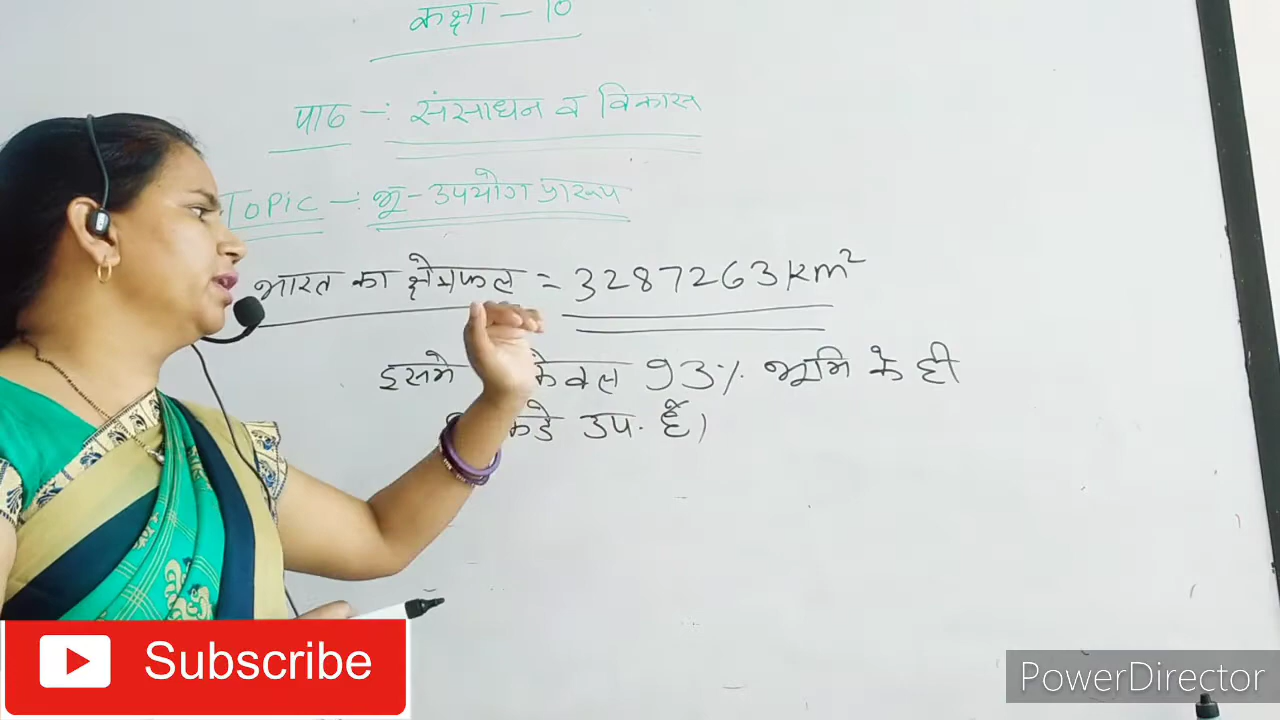 कक्षा - 10
पाठ -: संसाधन व विकास
TOPIC -: भू-उपयोग प्रारूप
भारत का क्षेत्रफल = 3287263 km²
इसमे केवल 93% भूमि के ही
कडे उप. हैं।
Subscribe
PowerDirector